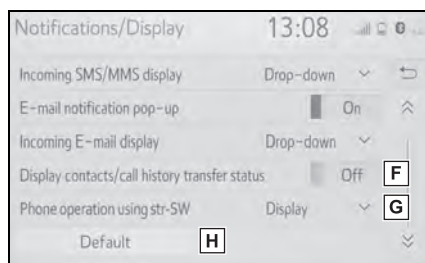 Notifications/Display 13:08
Incoming SMS/MMS display Drop-down
E-mail notification pop-up On
Incoming E-mail display Drop-down
Display contacts/call history transfer status Off F
Phone operation using str-SW Display G
Default H